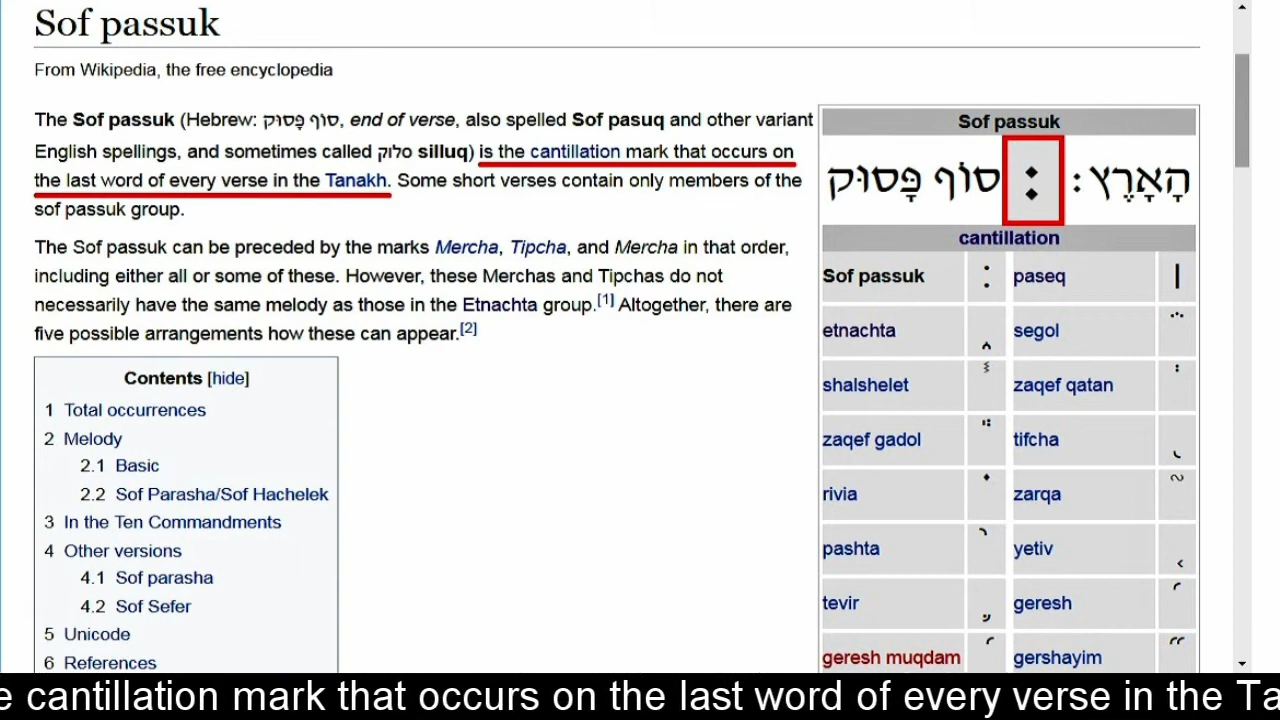 Sof passuk
From Wikipedia, the free encyclopedia
The Sof passuk (Hebrew: סוֹף פָּסוּק, end of verse, also spelled Sof pasuq and other variant
English spellings, and sometimes called סלוק silluq) is the cantillation mark that occurs on
the last word of every verse in the Tanakh. Some short verses contain only members of the
sof passuk group.
The Sof passuk can be preceded by the marks Mercha, Tipcha, and Mercha in that order,
including either all or some of these. However, these Merchas and Tipchas do not
necessarily have the same melody as those in the Etnachta group.[1] Altogether, there are
five possible arrangements how these can appear.[2]
Contents [hide]
1 Total occurrences
2 Melody
2.1 Basic
2.2 Sof Parasha/Sof Hachelek
3 In the Ten Commandments
4 Other versions
4.1 Sof parasha
4.2 Sof Sefer
5 Unicode
6 References
Sof passuk
הָאָֽרֶץ׃ ׃ סוֹף פָּסוּק
cantillation
Sof passuk ׃ paseq ׀
etnachta ֑ segol ֒
shalshelet ֓ zaqef qatan ֔
zaqef gadol ֕ tifcha ֖
rivia ֗ zarqa ֮
pashta ֙ yetiv ֚
tevir ֛ geresh ֜
geresh muqdam ֝ gershayim ֞
e cantillation mark that occurs on the last word of every verse in the Ta